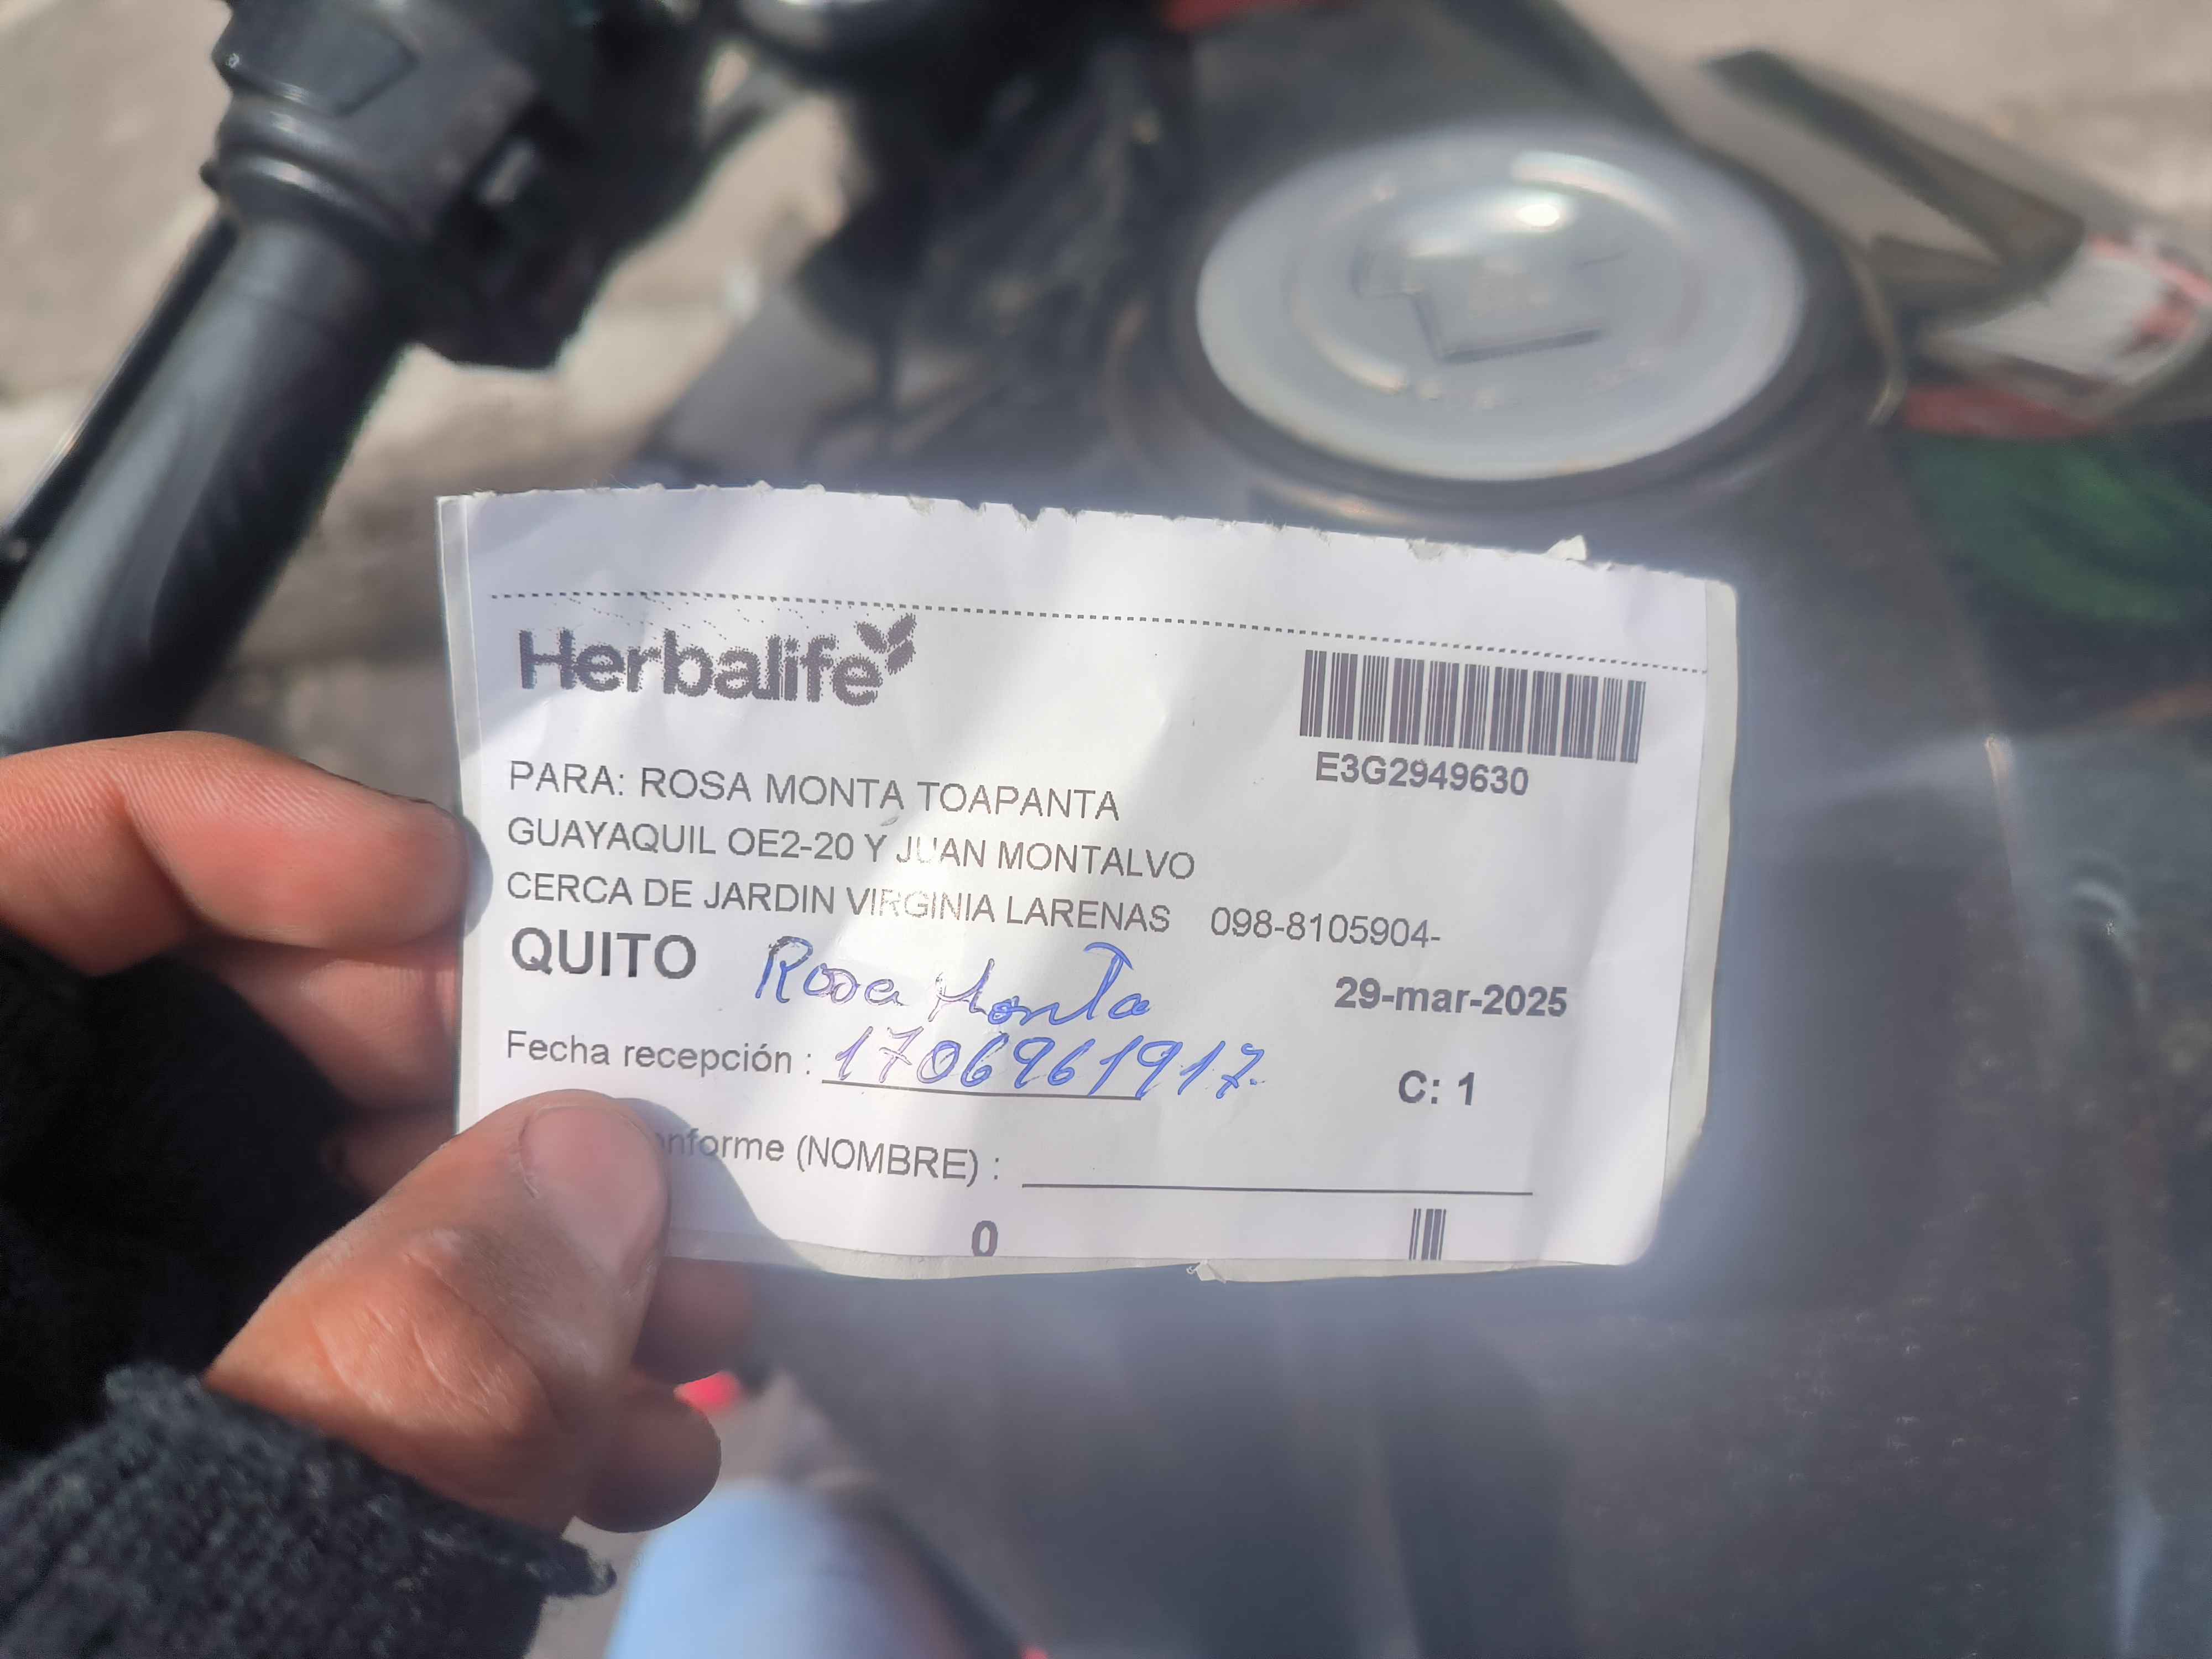 Herbalife
E3G2949630
PARA: ROSA MONTA TOAPANTA
GUAYAQUIL OE2-20 Y JUAN MONTALVO
CERCA DE JARDIN VIRGINIA LARENAS 098-8105904-
QUITO Rosa Monta 29-mar-2025
Fecha recepción : 1706961917 C: 1
onforme (NOMBRE) :
0